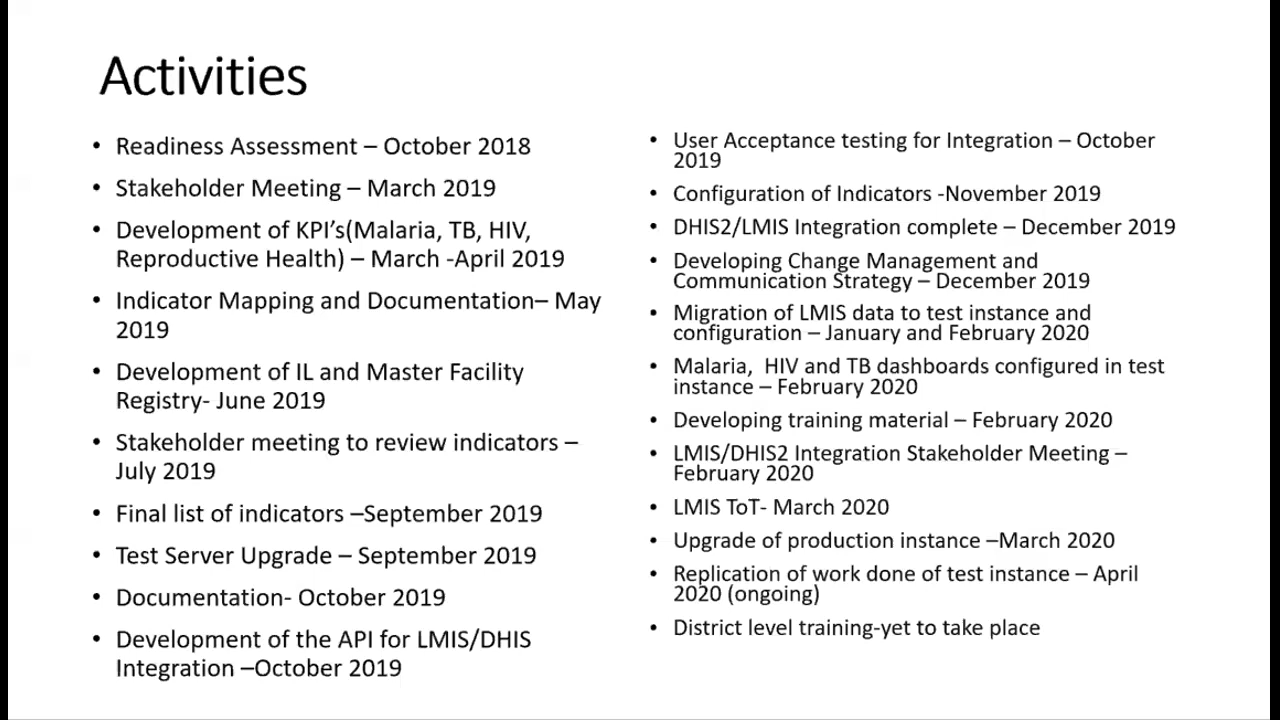 Activities
• Readiness Assessment – October 2018
• Stakeholder Meeting – March 2019
• Development of KPI’s(Malaria, TB, HIV,
Reproductive Health) – March -April 2019
• Indicator Mapping and Documentation– May
2019
• Development of IL and Master Facility
Registry- June 2019
• Stakeholder meeting to review indicators –
July 2019
• Final list of indicators –September 2019
• Test Server Upgrade – September 2019
• Documentation- October 2019
• Development of the API for LMIS/DHIS
Integration –October 2019
• User Acceptance testing for Integration – October
2019
• Configuration of Indicators -November 2019
• DHIS2/LMIS Integration complete – December 2019
• Developing Change Management and
Communication Strategy – December 2019
• Migration of LMIS data to test instance and
configuration – January and February 2020
• Malaria,  HIV and TB dashboards configured in test
instance – February 2020
• Developing training material – February 2020
• LMIS/DHIS2 Integration Stakeholder Meeting –
February 2020
• LMIS ToT- March 2020
• Upgrade of production instance –March 2020
• Replication of work done of test instance – April
2020 (ongoing)
• District level training-yet to take place